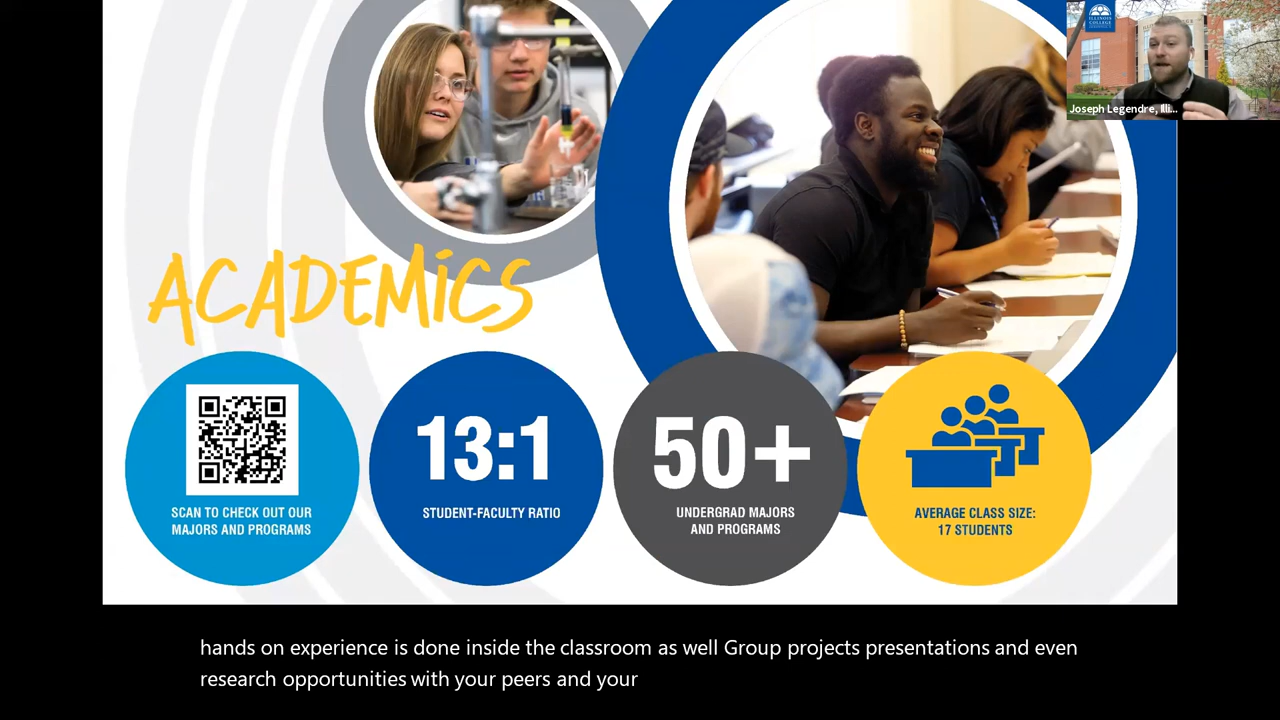 ILLINOIS
COLLEGE
Joseph Legendre, Illi...
ACADEMICS
SCAN TO CHECK OUT OUR
MAJORS AND PROGRAMS
13:1
STUDENT-FACULTY RATIO
50+
UNDERGRAD MAJORS
AND PROGRAMS
AVERAGE CLASS SIZE:
17 STUDENTS
hands on experience is done inside the classroom as well Group projects presentations and even
research opportunities with your peers and your